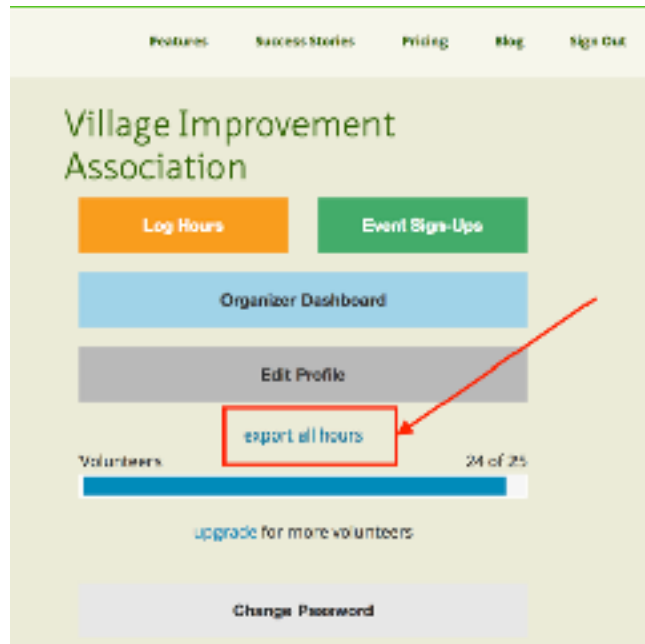 Features Success Stories Pricing Blog Sign Out
Village Improvement
Association
Log Hours Event Sign-Ups
Organizer Dashboard
Edit Profile
export all hours
Volunteers 24 of 25
upgrade for more volunteers
Change Password